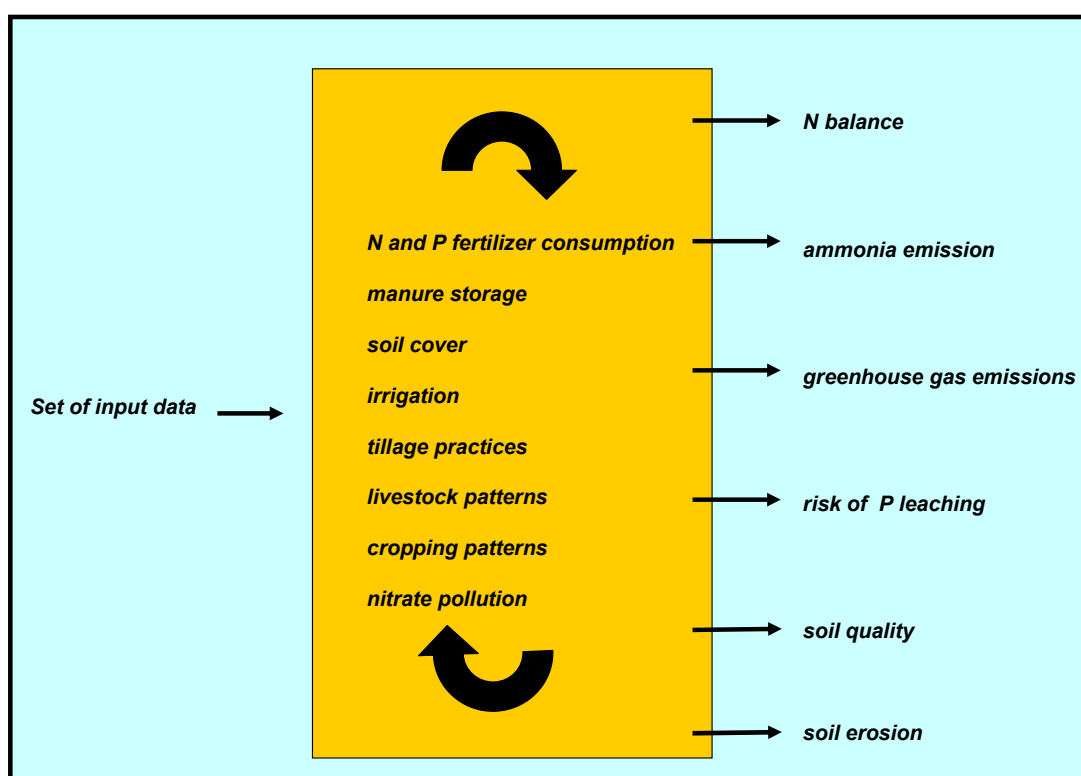 Set of input data
N and P fertilizer consumption
manure storage
soil cover
irrigation
tillage practices
livestock patterns
cropping patterns
nitrate pollution
N balance
ammonia emission
greenhouse gas emissions
risk of P leaching
soil quality
soil erosion